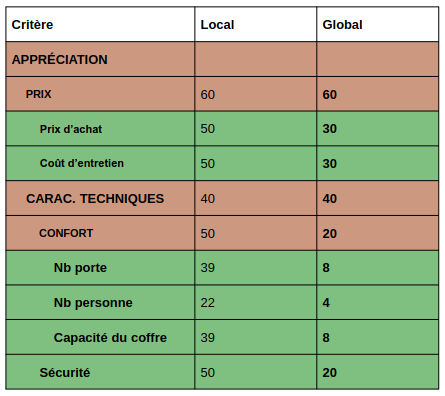 Critère Local Global
APPRÉCIATION
PRIX 60 60
Prix d'achat 50 30
Coût d'entretien 50 30
CARAC. TECHNIQUES 40 40
CONFORT 50 20
Nb porte 39 8
Nb personne 22 4
Capacité du coffre 39 8
Sécurité 50 20